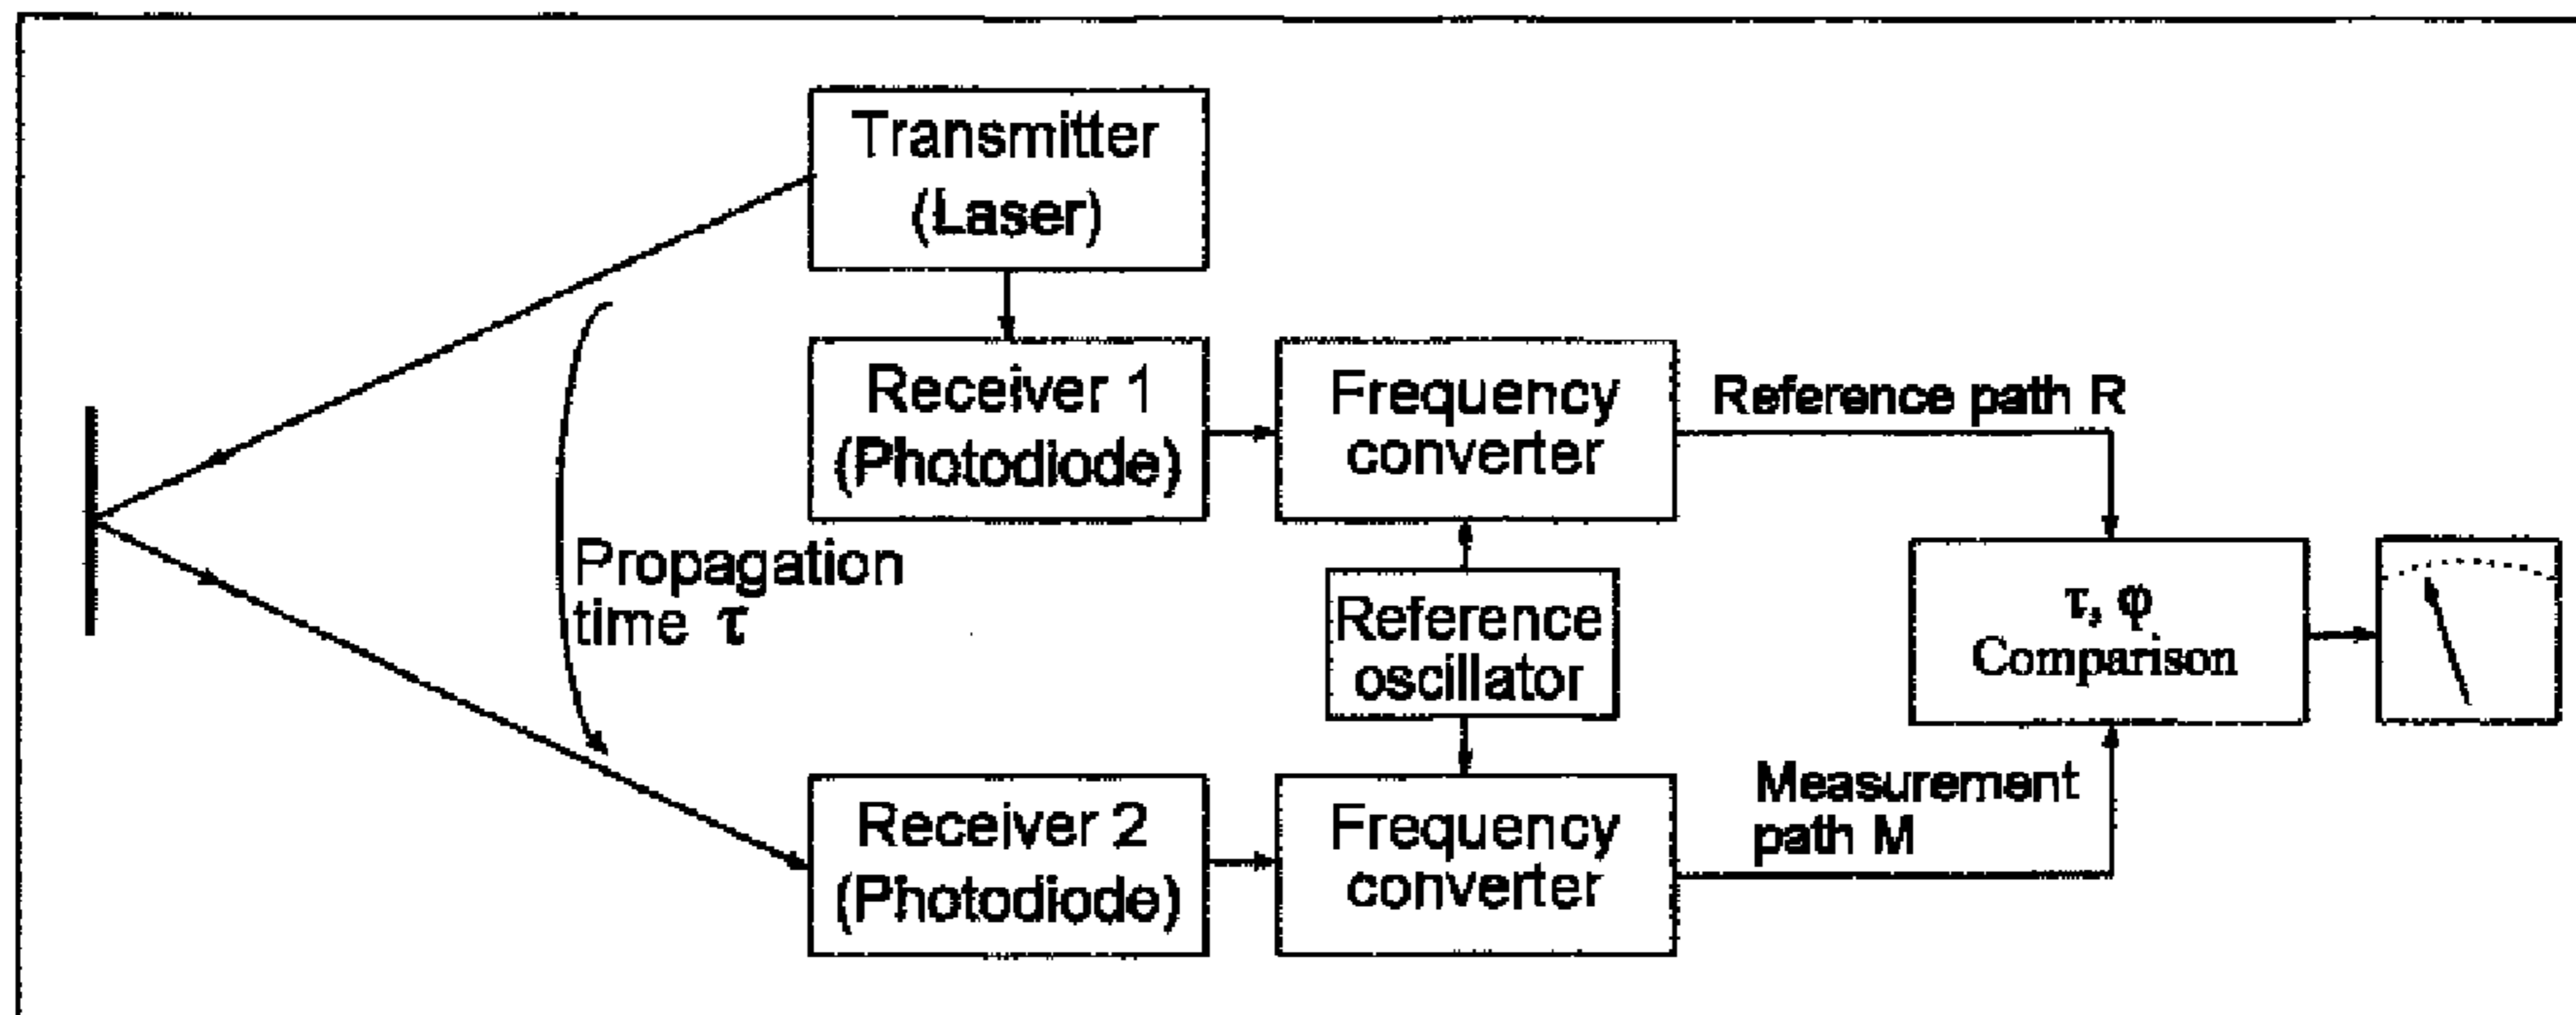 Transmitter
(Laser)
Receiver 1
(Photodiode)
Frequency
converter
Reference path R
Propagation
time τ
Reference
oscillator
τ, φ
Comparison
Receiver 2
(Photodiode)
Frequency
converter
Measurement
path M